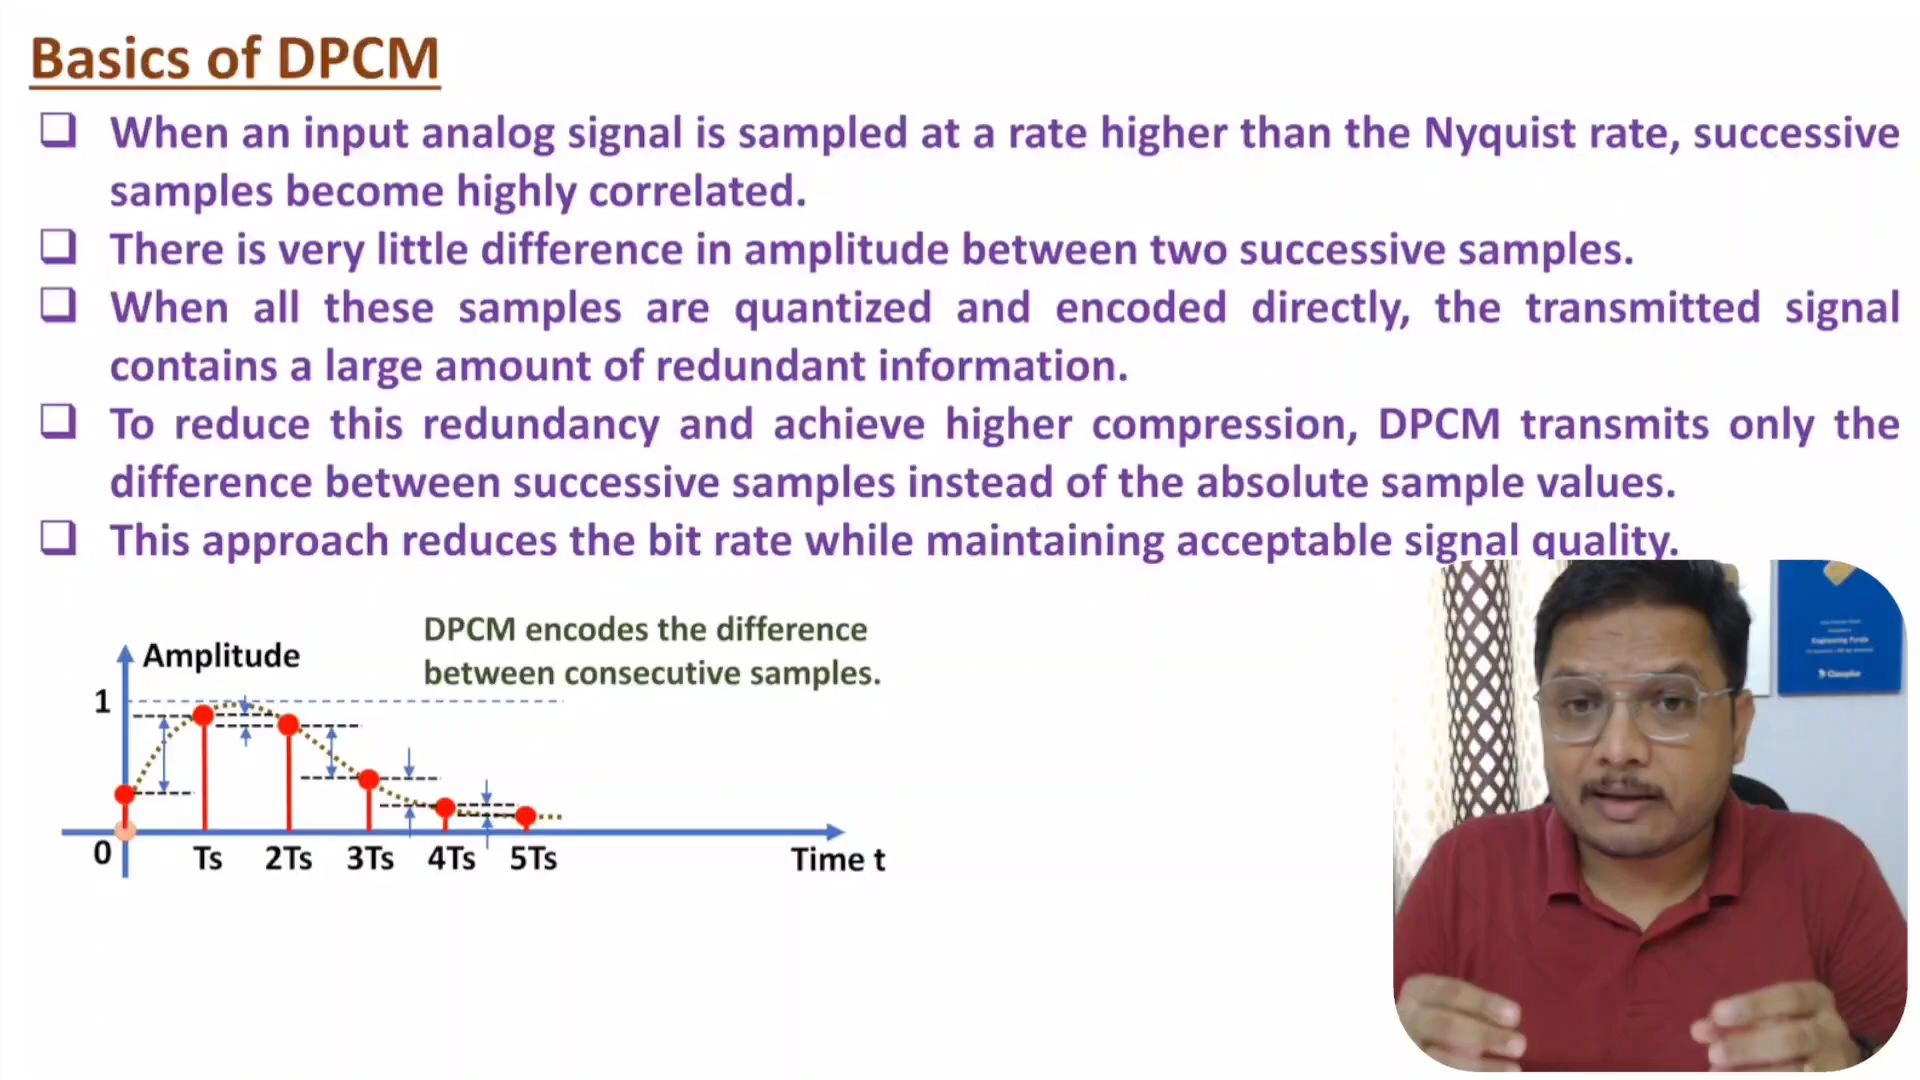 Basics of DPCM
When an input analog signal is sampled at a rate higher than the Nyquist rate, successive
samples become highly correlated.
There is very little difference in amplitude between two successive samples.
When all these samples are quantized and encoded directly, the transmitted signal
contains a large amount of redundant information.
To reduce this redundancy and achieve higher compression, DPCM transmits only the
difference between successive samples instead of the absolute sample values.
This approach reduces the bit rate while maintaining acceptable signal quality.
DPCM encodes the difference
between consecutive samples.
Amplitude
1
0
Ts
2Ts
3Ts
4Ts
5Ts
Time t
Engineering Funda
Classplus